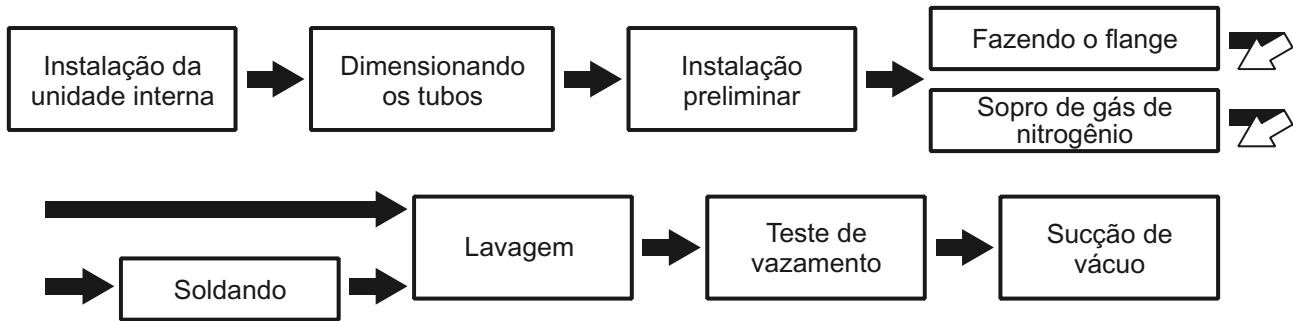 Instalação da
unidade interna
Dimensionando
os tubos
Instalação
preliminar
Fazendo o flange
Sopro de gás de
nitrogênio
Soldando
Lavagem
Teste de
vazamento
Sucção de
vácuo